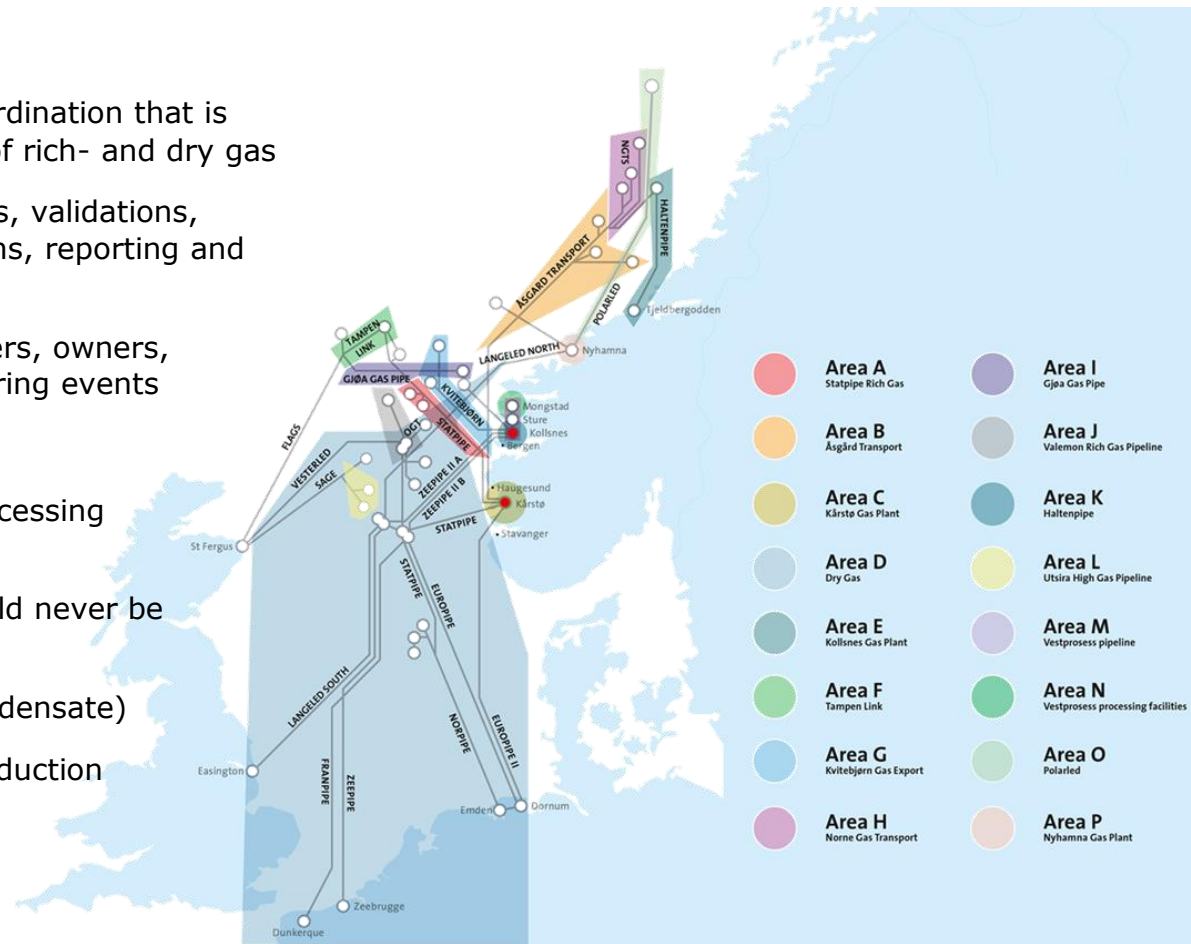 rdination that is
of rich- and dry gas
s, validations,
ns, reporting and
ers, owners,
ring events
cessing
ld never be
densate)
duction
NGTS
HALTENPIPE
ÅSGARD TRANSPORT
POLARLED
Tjeldbergodden
TAMPEN
LINK
LANGELED NORTH
Nyhamna
GJØA GAS PIPE
KVITEBJØRN
STATPIPE
OGT
Mongstad
Sture
Kollsnes
Bergen
FLAGS
VESTERLED
SAGE
ZEEPIPE II A
ZEEPIPE II B
Haugesund
Kårstø
STATPIPE
Stavanger
St Fergus
STATPIPE
EUROPIPE
LANGELED SOUTH
NORPIPE
EUROPIPE II
Easington
FRANPIPE
ZEEPIPE
Emden
Dornum
Zeebrugge
Dunkerque
Area A
Statpipe Rich Gas
Area B
Åsgård Transport
Area C
Kårstø Gas Plant
Area D
Dry Gas
Area E
Kollsnes Gas Plant
Area F
Tampen Link
Area G
Kvitebjørn Gas Export
Area H
Norne Gas Transport
Area I
Gjøa Gas Pipe
Area J
Valemon Rich Gas Pipeline
Area K
Haltenpipe
Area L
Utsira High Gas Pipeline
Area M
Vestprosess pipeline
Area N
Vestprosess processing facilities
Area O
Polarled
Area P
Nyhamna Gas Plant